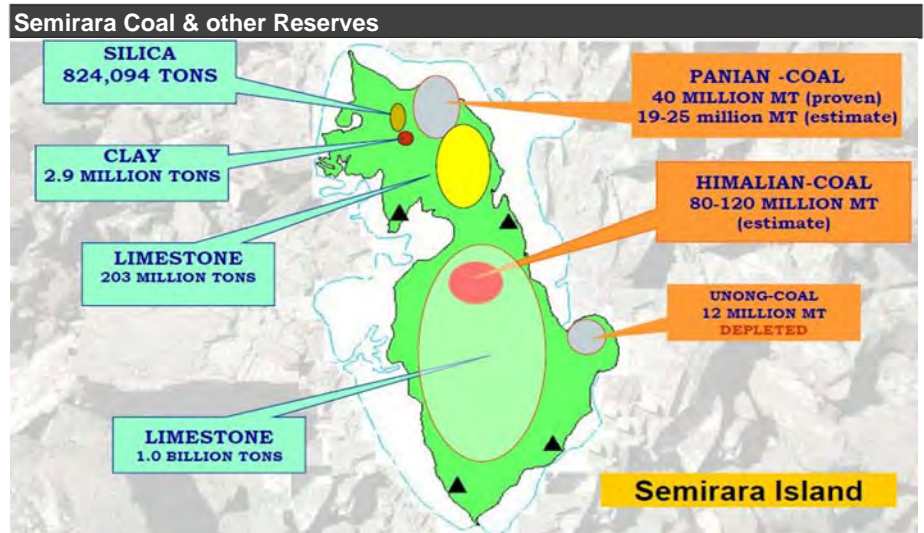 Semirara Coal & other Reserves
SILICA
824,094 TONS
CLAY
2.9 MILLION TONS
LIMESTONE
203 MILLION TONS
LIMESTONE
1.0 BILLION TONS
PANIAN -COAL
40 MILLION MT (proven)
19-25 million MT (estimate)
HIMALIAN-COAL
80-120 MILLION MT
(estimate)
UNONG-COAL
12 MILLION MT
DEPLETED
Semirara Island